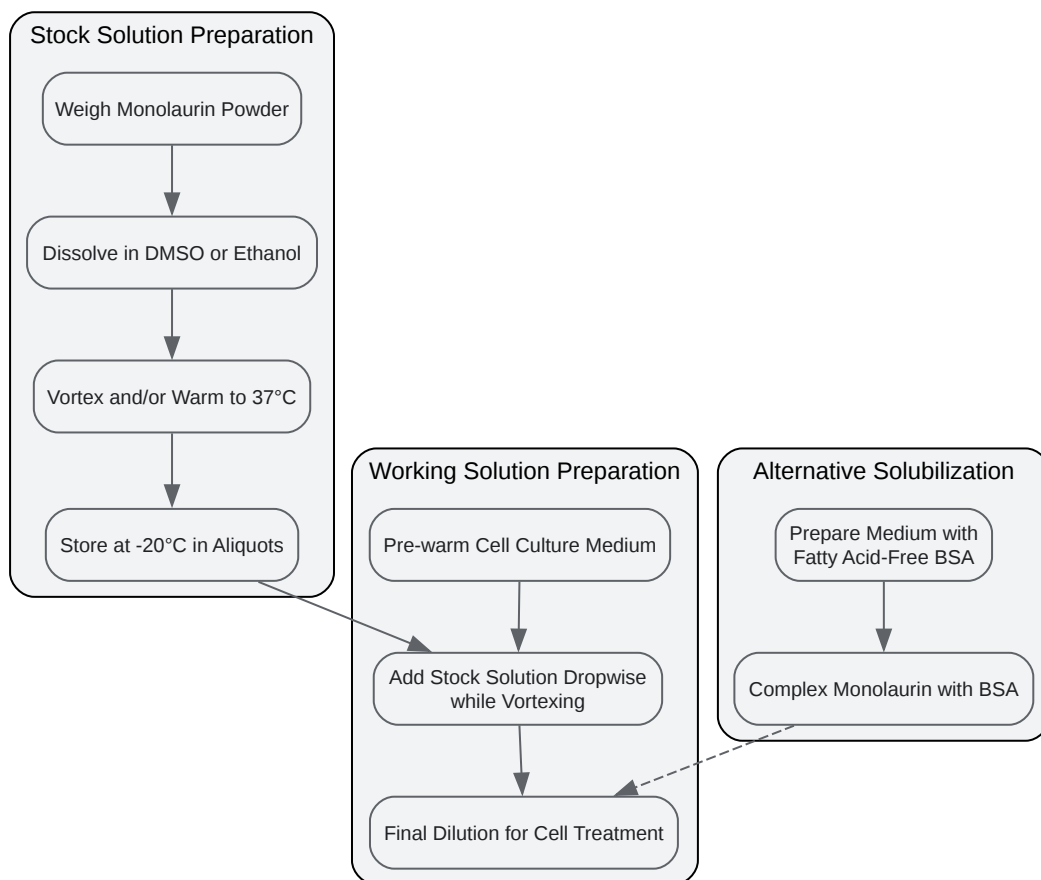 Stock Solution Preparation
Weigh Monolaurin Powder
Dissolve in DMSO or Ethanol
Vortex and/or Warm to 37°C
Store at -20°C in Aliquots
Working Solution Preparation
Pre-warm Cell Culture Medium
Add Stock Solution Dropwise
while Vortexing
Final Dilution for Cell Treatment
Alternative Solubilization
Prepare Medium with
Fatty Acid-Free BSA
Complex Monolaurin with BSA